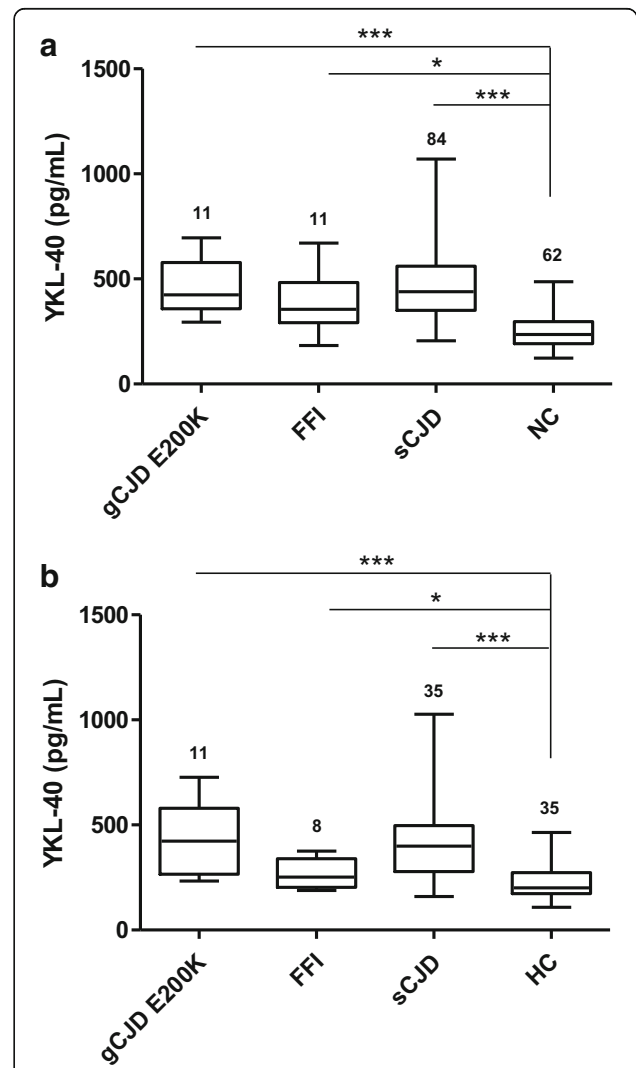 a
***
*
***
1500
1000
500
0
YKL-40 (pg/mL)
11
11
84
62
gCJD E200K
FFI
sCJD
NC
b
***
*
***
1500
1000
500
0
YKL-40 (pg/mL)
11
8
35
35
gCJD E200K
FFI
sCJD
HC